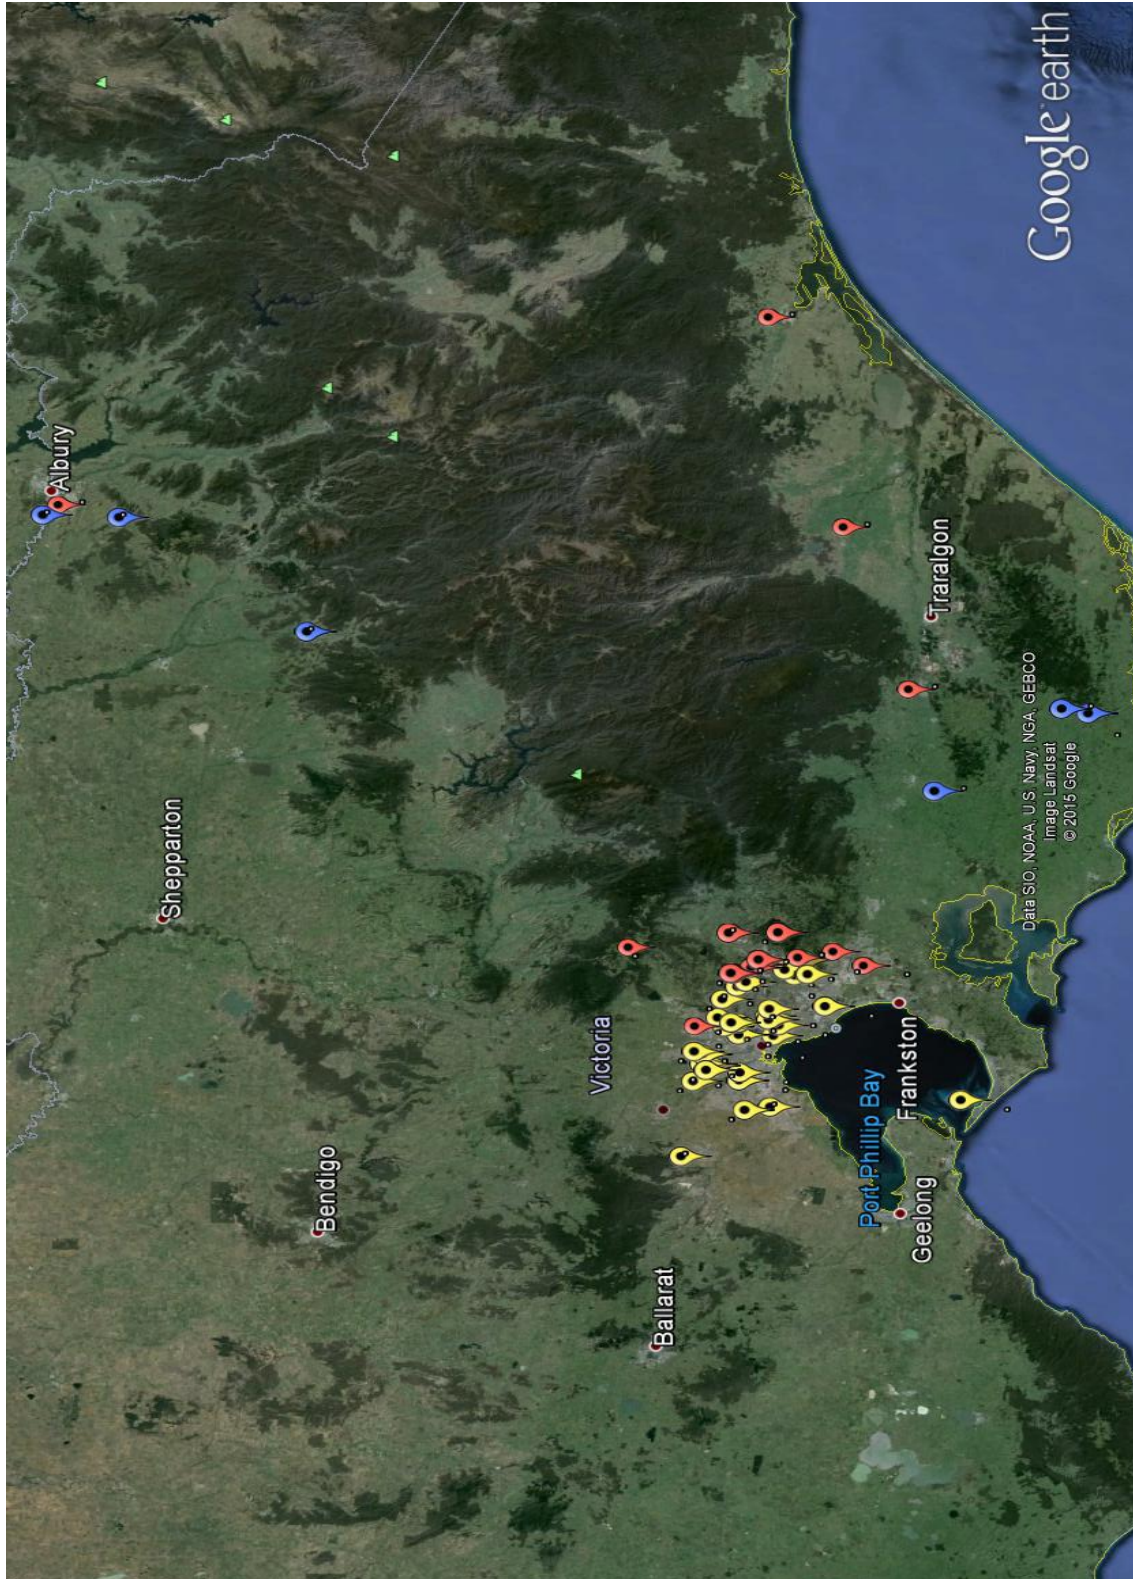 Albury
Shepparton
Bendigo
Victoria
Ballarat
Traralgon
Port Phillip Bay
Frankston
Geelong
Data SIO, NOAA, U.S. Navy, NGA, GEBCO
Image Landsat
© 2015 Google
Google earth